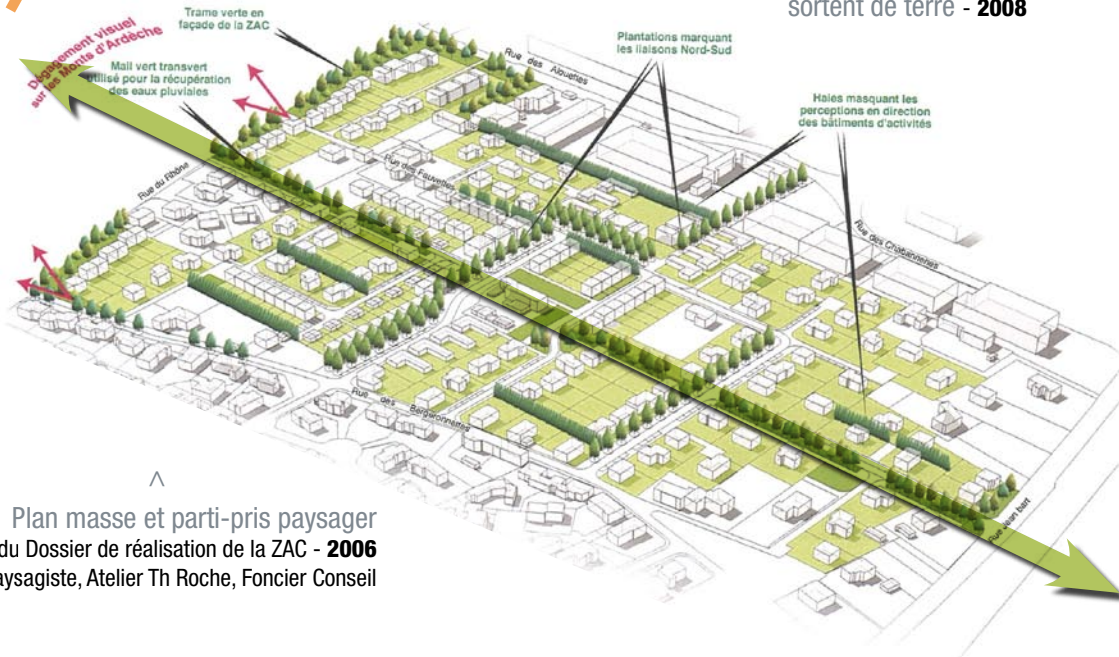 sortent de terre - 2008
Trame verte en
façade de la ZAC
Dégagement visuel
sur les Monts d'Ardèche
Mail vert transvert
utilisé pour la récupération
des eaux pluviales
Plantations marquant
les liaisons Nord-Sud
Haies masquant les
perceptions en direction
des bâtiments d'activités
Rue des Alouettes
Rue du Rhône
Rue des Fauvettes
Rue des Chabanneries
Rue des Bergeronnettes
Rue Jean bart
Plan masse et parti-pris paysager
du Dossier de réalisation de la ZAC - 2006
aysagiste, Atelier Th Roche, Foncier Conseil